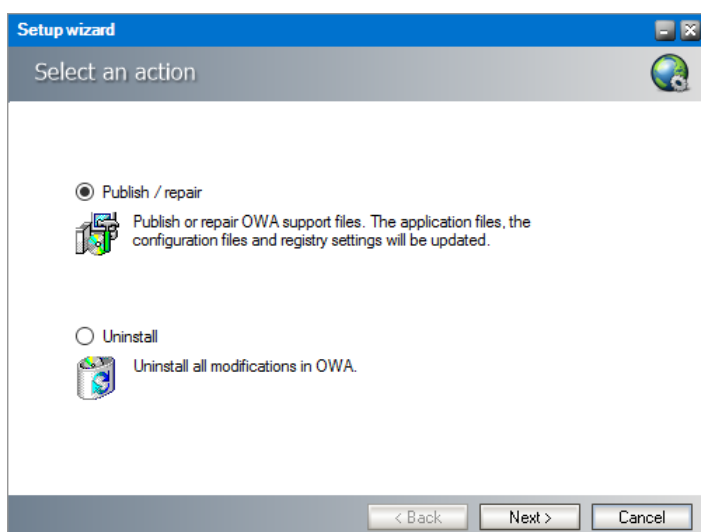 Setup wizard
Select an action
Publish / repair
Publish or repair OWA support files. The application files, the
configuration files and registry settings will be updated.
Uninstall
Uninstall all modifications in OWA.
< Back
Next >
Cancel